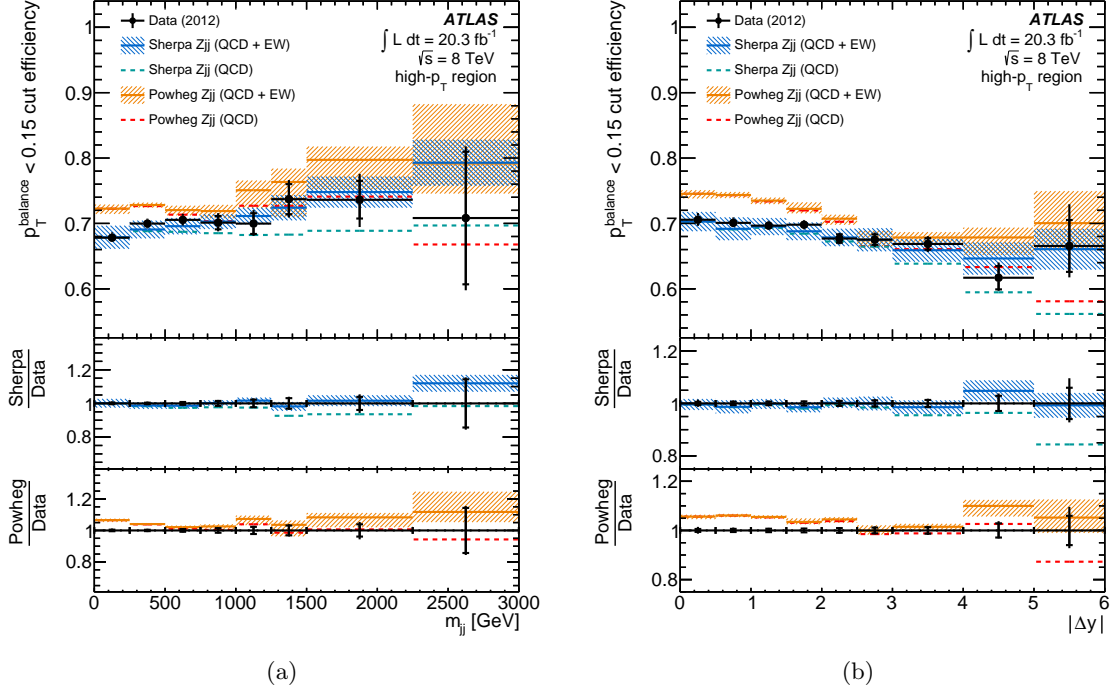 ATLAS
Data (2012)
Sherpa Zjj (QCD + EW)
Sherpa Zjj (QCD)
Powheg Zjj (QCD + EW)
Powheg Zjj (QCD)
∫ L dt = 20.3 fb⁻¹
√s = 8 TeV
high-p_T region
p_T^balance < 0.15 cut efficiency
1
0.9
0.8
0.7
0.6
Sherpa
Data
1.2
1
0.8
Powheg
Data
1.2
1
0.8
0 500 1000 1500 2000 2500 3000
m_jj [GeV]
(a)
ATLAS
Data (2012)
Sherpa Zjj (QCD + EW)
Sherpa Zjj (QCD)
Powheg Zjj (QCD + EW)
Powheg Zjj (QCD)
∫ L dt = 20.3 fb⁻¹
√s = 8 TeV
high-p_T region
p_T^balance < 0.15 cut efficiency
1
0.9
0.8
0.7
0.6
Sherpa
Data
1.2
1
0.8
Powheg
Data
1.2
1
0.8
0 1 2 3 4 5 6
|Δy|
(b)